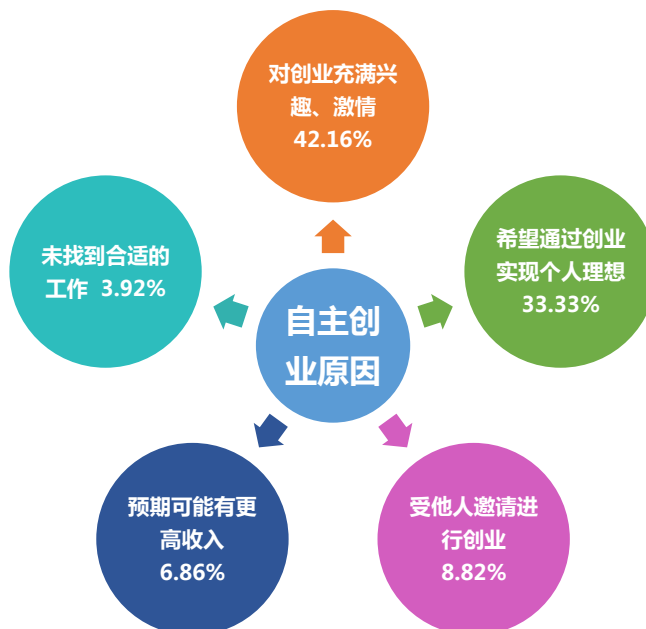 对创业充满兴
趣、激情
42.16%
希望通过创业
实现个人理想
33.33%
未找到合适的
工作 3.92%
自主创
业原因
预期可能有更
高收入
6.86%
受他人邀请进
行创业
8.82%